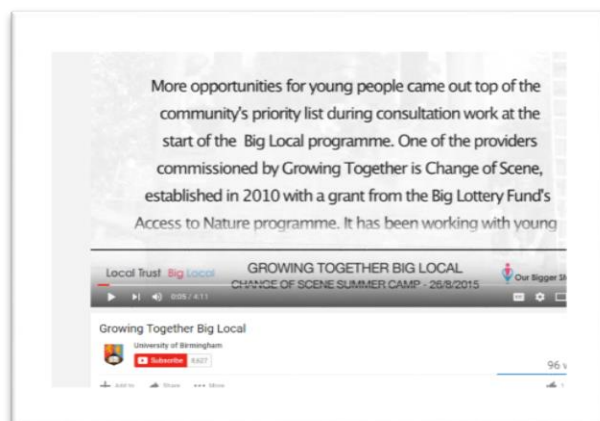 More opportunities for young people came out top of the
community's priority list during consultation work at the
start of the Big Local programme. One of the providers
commissioned by Growing Together is Change of Scene,
established in 2010 with a grant from the Big Lottery Fund's
Access to Nature programme. It has been working with young
Local Trust Big Local GROWING TOGETHER BIG LOCAL Our Bigger St
CHANGE OF SCENE SUMMER CAMP - 26/8/2015
0:05 / 4:11
Growing Together Big Local
University of Birmingham
Subscribe 8,627
96 v
Add to Share More 1